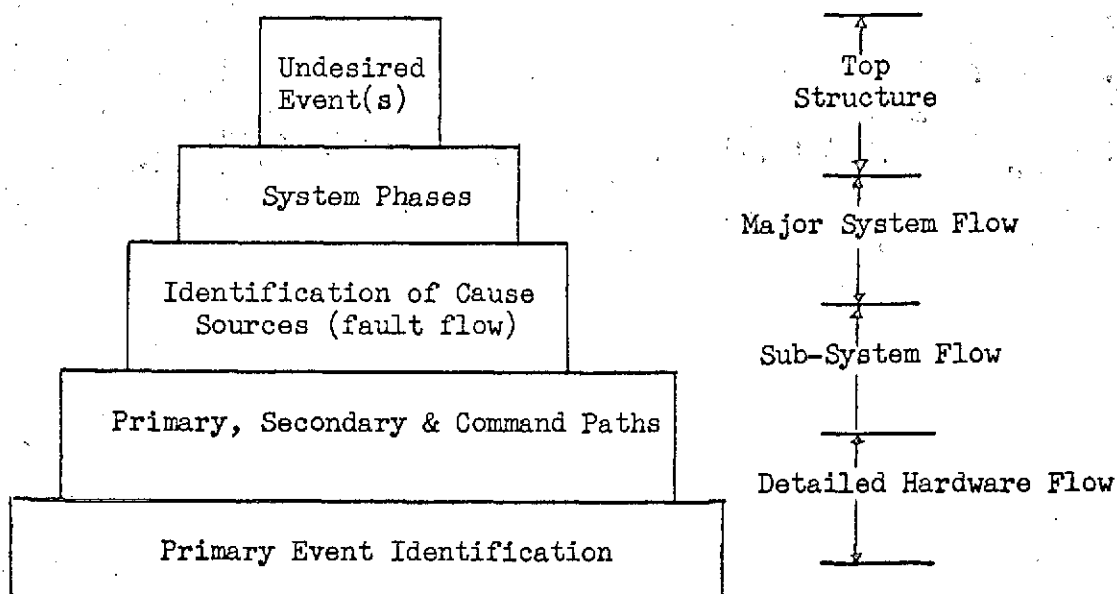 Undesired
Event(s)
System Phases
Identification of Cause
Sources (fault flow)
Primary, Secondary & Command Paths
Primary Event Identification
Top
Structure
Major System Flow
Sub-System Flow
Detailed Hardware Flow